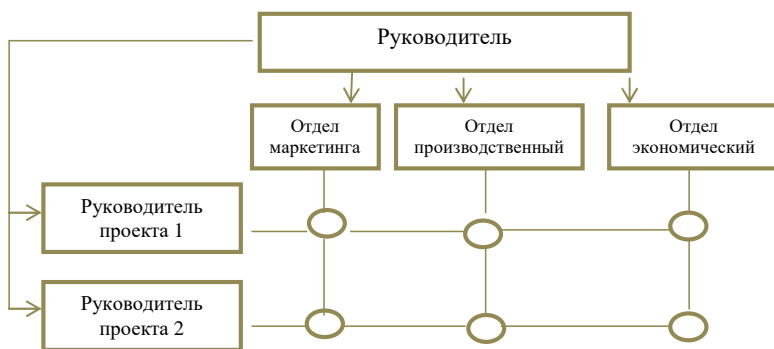 Руководитель
Отдел
маркетинга
Отдел
производственный
Отдел
экономический
Руководитель
проекта 1
Руководитель
проекта 2